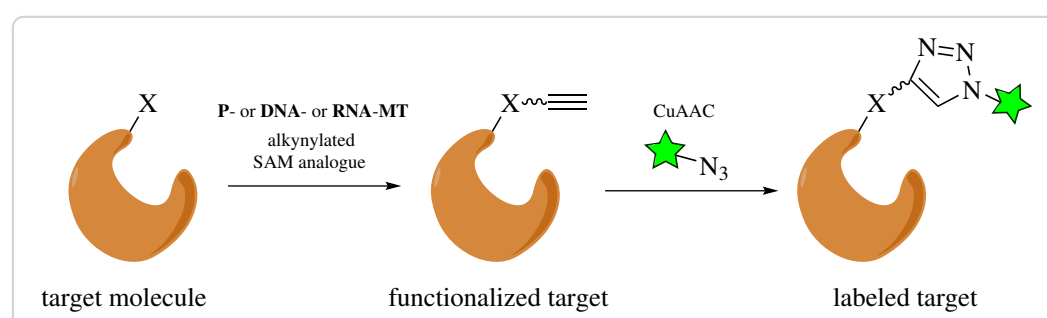 X
P- or DNA- or RNA-MT
alkynylated
SAM analogue
X
CuAAC
N₃
N=N
N
X
target molecule
functionalized target
labeled target